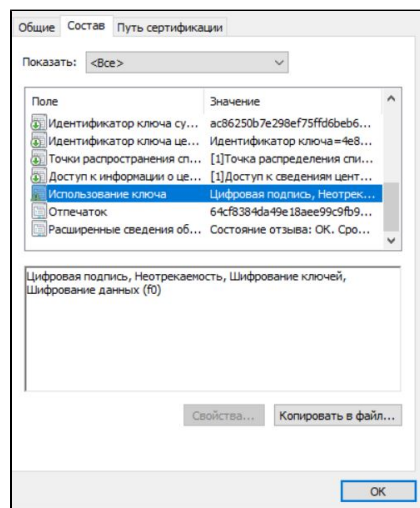 Общие Состав Путь сертификации
Показать: <Все>
Поле Значение
Идентификатор ключа су... ac86250b7e298ef75ffd6beb6...
Идентификатор ключа це... Идентификатор ключа=4e8...
Точки распространения сп... [1]Точка распределения спи...
Доступ к информации о це... [1]Доступ к сведениям цент...
Использование ключа Цифровая подпись, Неотрек...
Отпечаток 64cf8384da49e18aee99c9fb9...
Расширенные сведения об... Состояние отзыва: ОК. Сро...
Цифровая подпись, Неотрекаемость, Шифрование ключей,
Шифрование данных (f0)
Свойства... Копировать в файл...
ОК